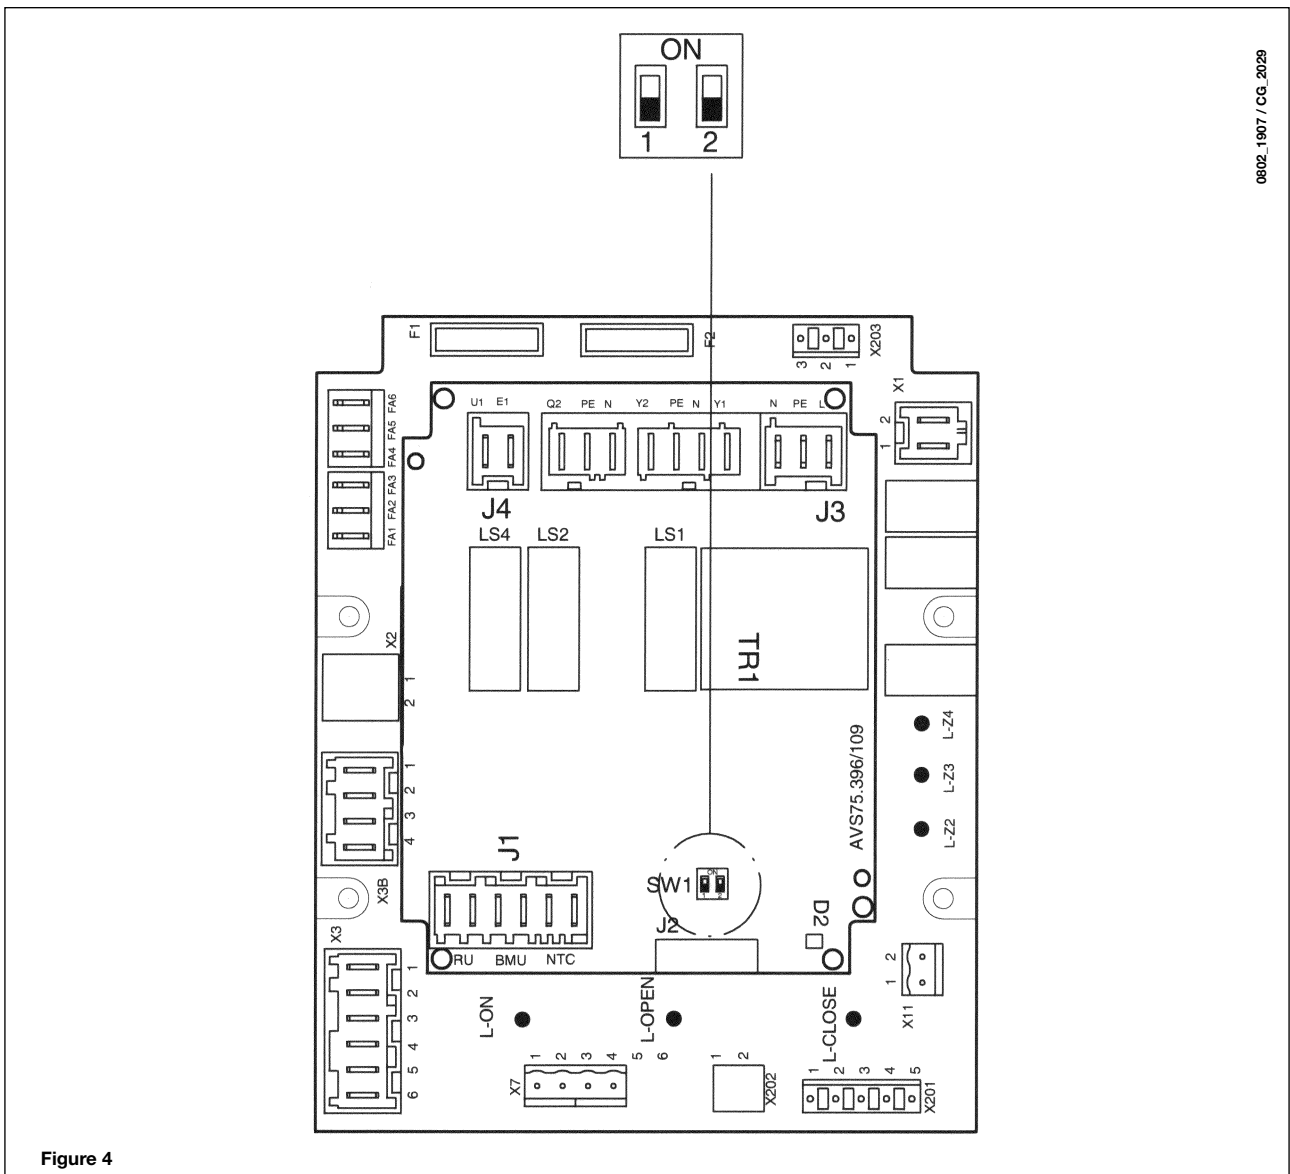 ON
1 2
0802_1907 / CG_2029
F1
F2
3 2 1
X203
X1
2
1
FA6
FA5
FA4
FA3
FA2
FA1
U1 E1
Q2 PE N Y2 PE N Y1
N PE L
J4
J3
LS4 LS2 LS1
TR1
X2
1
2
1
2
3
4
X3B
L-Z4
L-Z3
L-Z2
AVS75.396/109
J1
SW1
ON
1 2
J2
D2
RU BMU NTC
X3
1
2
3
4
5
6
1 2
X11
L-ON
L-OPEN
L-CLOSE
X7
1 2 3 4 5 6
1 2
X202
1 2 3 4 5
X201
Figure 4